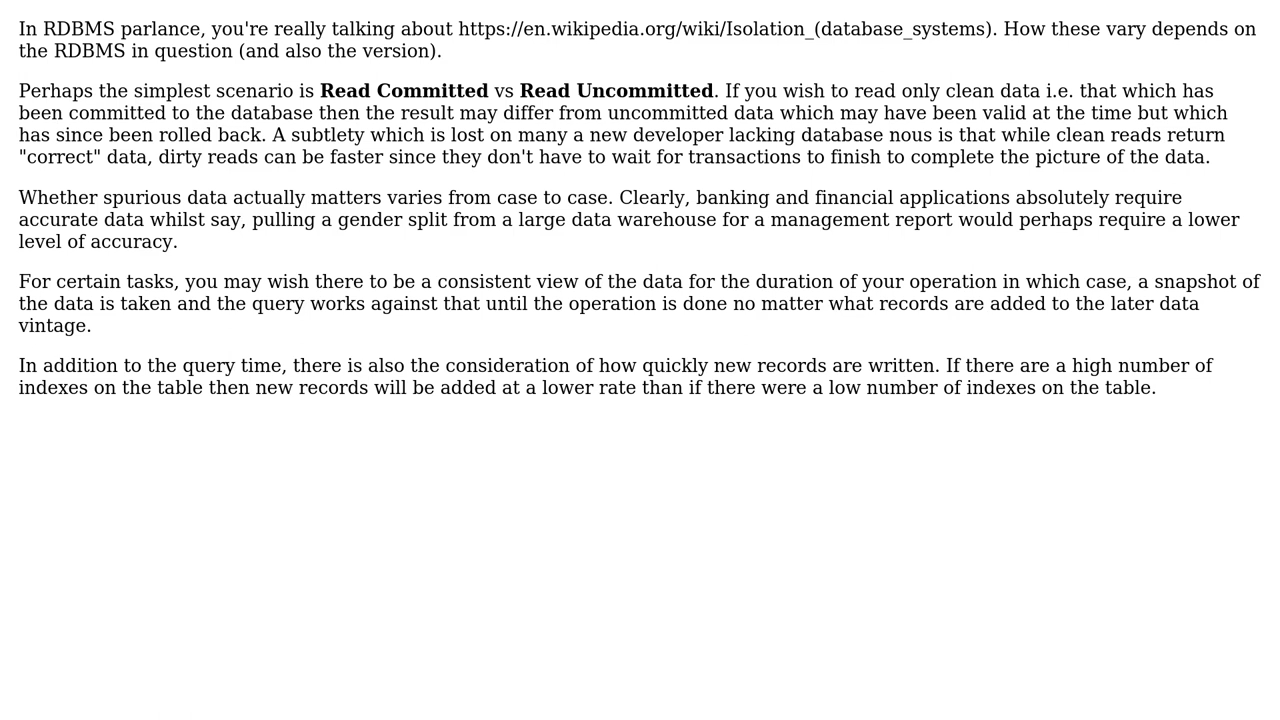 In RDBMS parlance, you're really talking about https://en.wikipedia.org/wiki/Isolation_(database_systems). How these vary depends on
the RDBMS in question (and also the version).
Perhaps the simplest scenario is Read Committed vs Read Uncommitted. If you wish to read only clean data i.e. that which has
been committed to the database then the result may differ from uncommitted data which may have been valid at the time but which
has since been rolled back. A subtlety which is lost on many a new developer lacking database nous is that while clean reads return
"correct" data, dirty reads can be faster since they don't have to wait for transactions to finish to complete the picture of the data.
Whether spurious data actually matters varies from case to case. Clearly, banking and financial applications absolutely require
accurate data whilst say, pulling a gender split from a large data warehouse for a management report would perhaps require a lower
level of accuracy.
For certain tasks, you may wish there to be a consistent view of the data for the duration of your operation in which case, a snapshot of
the data is taken and the query works against that until the operation is done no matter what records are added to the later data
vintage.
In addition to the query time, there is also the consideration of how quickly new records are written. If there are a high number of
indexes on the table then new records will be added at a lower rate than if there were a low number of indexes on the table.